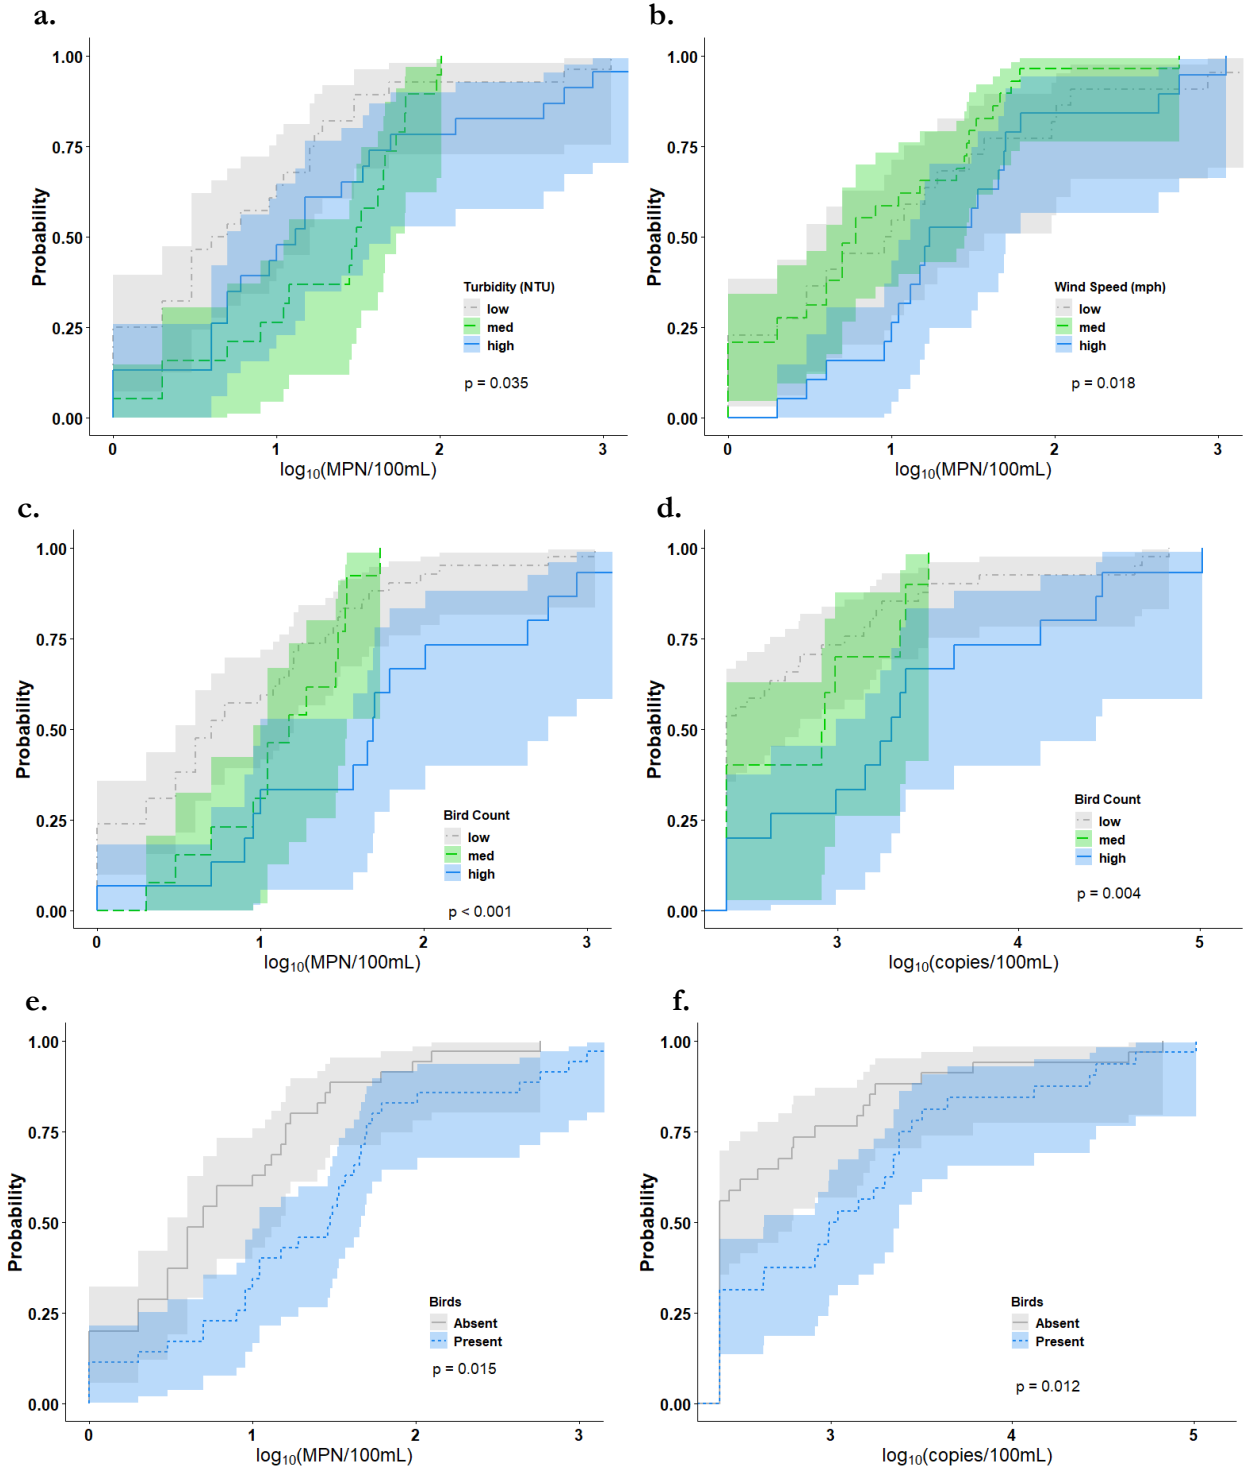 a.
1.00
0.75
0.50
0.25
0.00
Probability
Turbidity (NTU)
low
med
high
p = 0.035
0 1 2 3
log10(MPN/100mL)
b.
1.00
0.75
0.50
0.25
0.00
Probability
Wind Speed (mph)
low
med
high
p = 0.018
0 1 2 3
log10(MPN/100mL)
c.
1.00
0.75
0.50
0.25
0.00
Probability
Bird Count
low
med
high
p < 0.001
0 1 2 3
log10(MPN/100mL)
d.
1.00
0.75
0.50
0.25
0.00
Probability
Bird Count
low
med
high
p = 0.004
3 4 5
log10(copies/100mL)
e.
1.00
0.75
0.50
0.25
0.00
Probability
Birds
Absent
Present
p = 0.015
0 1 2 3
log10(MPN/100mL)
f.
1.00
0.75
0.50
0.25
0.00
Probability
Birds
Absent
Present
p = 0.012
3 4 5
log10(copies/100mL)